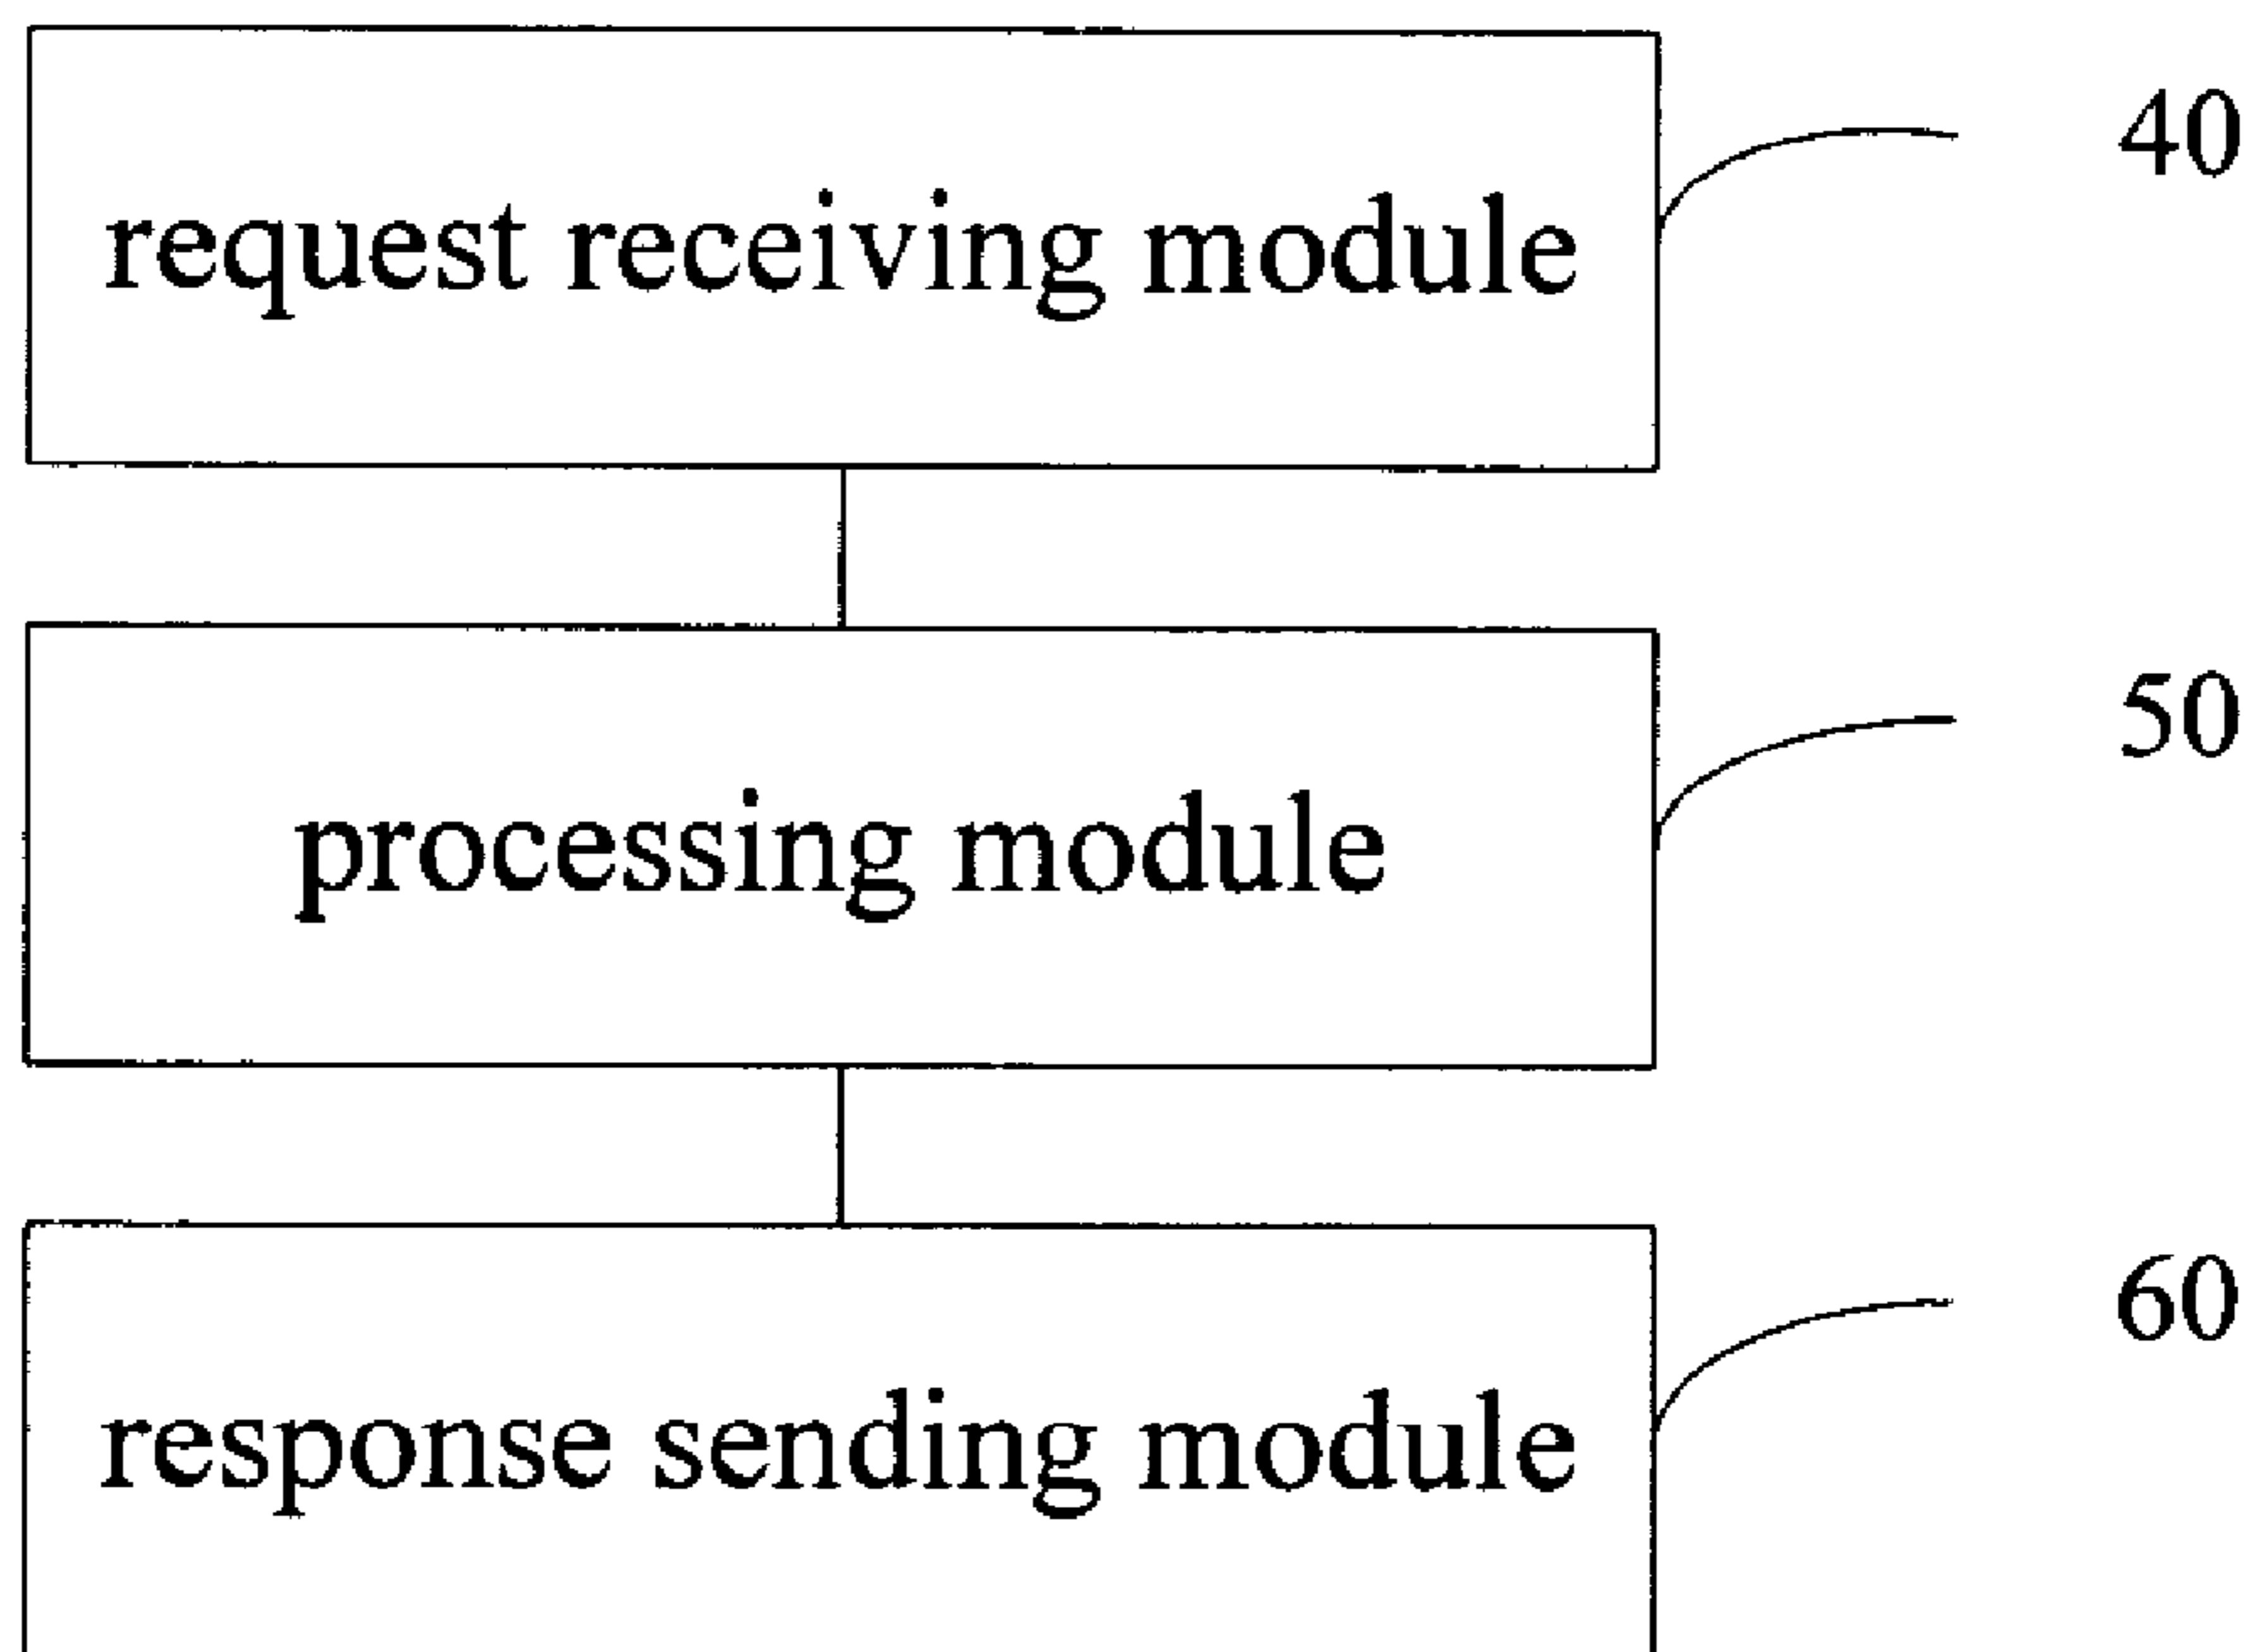 40
request receiving module
50
processing module
60
response sending module